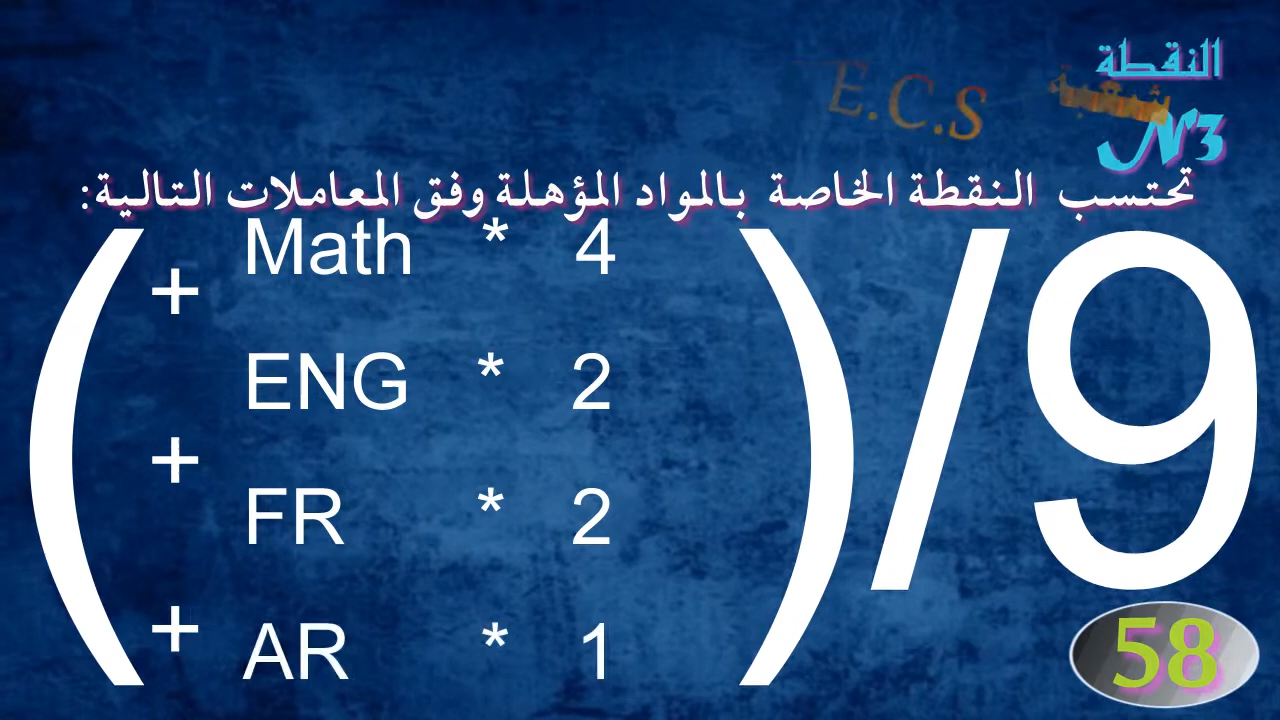 النقطة
شعبة E.C.S
N3
تحتسب النقطة الخاصة بالمواد المؤهلة وفق المعاملات التالية:
( Math * 4
+ ENG * 2
+ FR * 2
+ AR * 1 ) /9
58